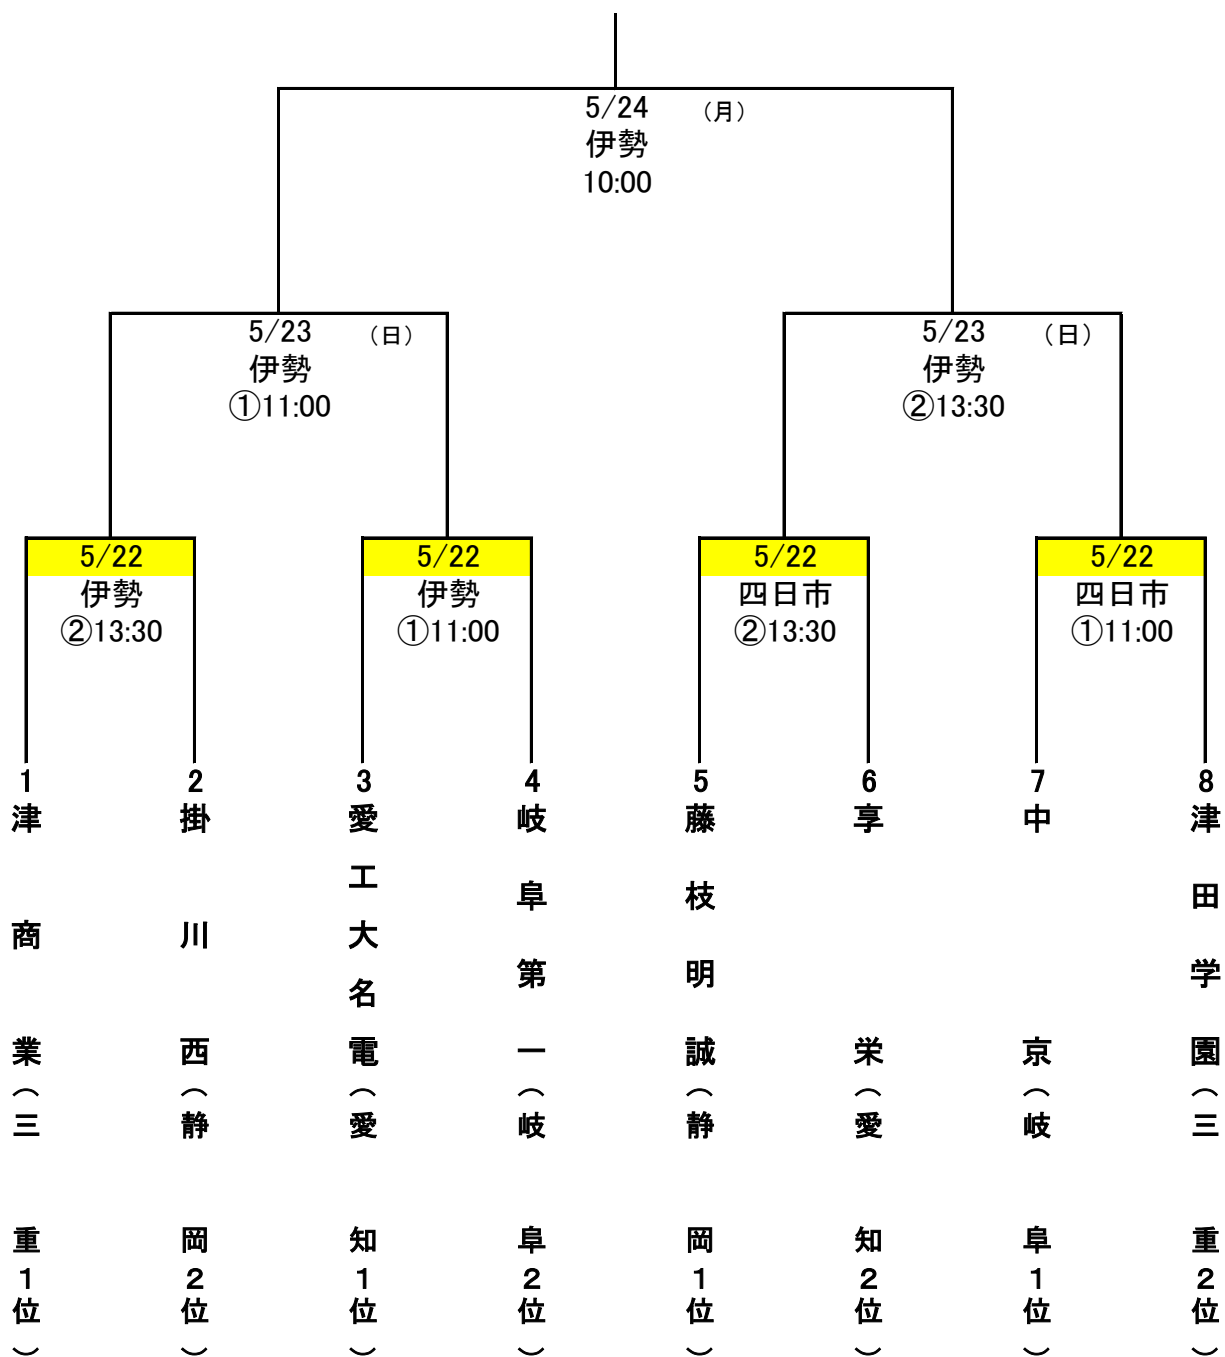 5/24 （月）
伊勢
10:00
5/23 （日）
伊勢
①11:00
5/23 （日）
伊勢
②13:30
5/22
伊勢
②13:30
5/22
伊勢
①11:00
5/22
四日市
②13:30
5/22
四日市
①11:00
1
津商業（三重１位）
2
掛川西（静岡２位）
3
愛工大名電（愛知１位）
4
岐阜第一（岐阜２位）
5
藤枝明誠（静岡１位）
6
享栄（愛知２位）
7
中京（岐阜１位）
8
津田学園（三重２位）